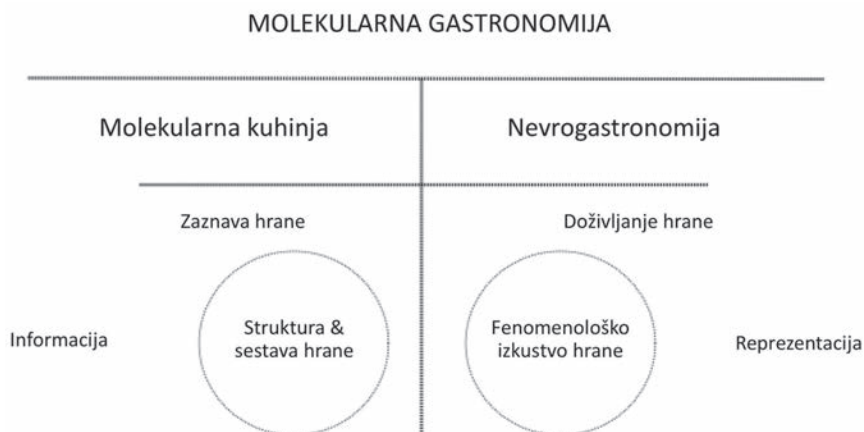 MOLEKULARNA GASTRONOMIJA
Molekularna kuhinja
Nevrogastronomija
Zaznava hrane
Doživljanje hrane
Informacija
Struktura &
sestava hrane
Fenomenološko
izkustvo hrane
Reprezentacija